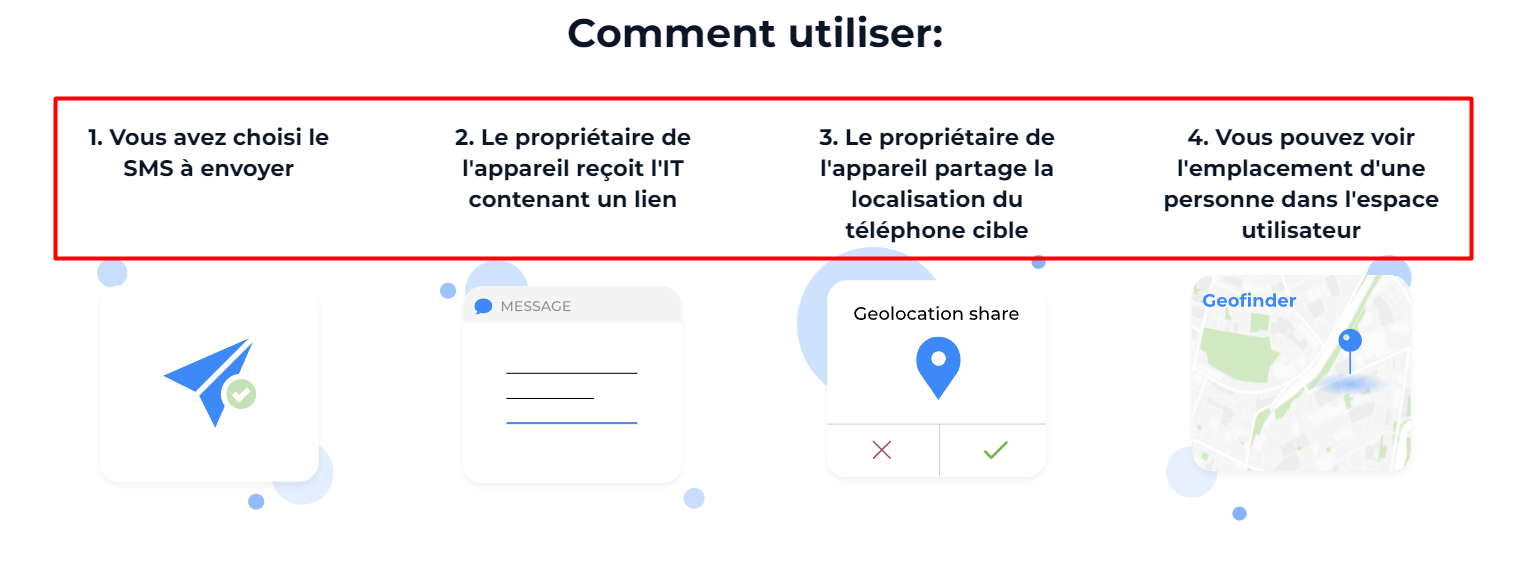 Comment utiliser:
1. Vous avez choisi le
SMS à envoyer
2. Le propriétaire de
l'appareil reçoit l'IT
contenant un lien
3. Le propriétaire de
l'appareil partage la
localisation du
téléphone cible
4. Vous pouvez voir
l'emplacement d'une
personne dans l'espace
utilisateur
MESSAGE
Geolocation share
Geofinder